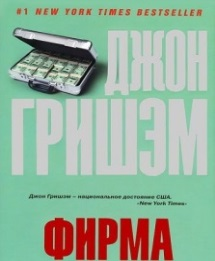 #1 NEW YORK TIMES BESTSELLER
ДЖОН
ГРИШЭМ
Джон Гришэм – национальное достояние США.
«New York Times»
ФИРМА